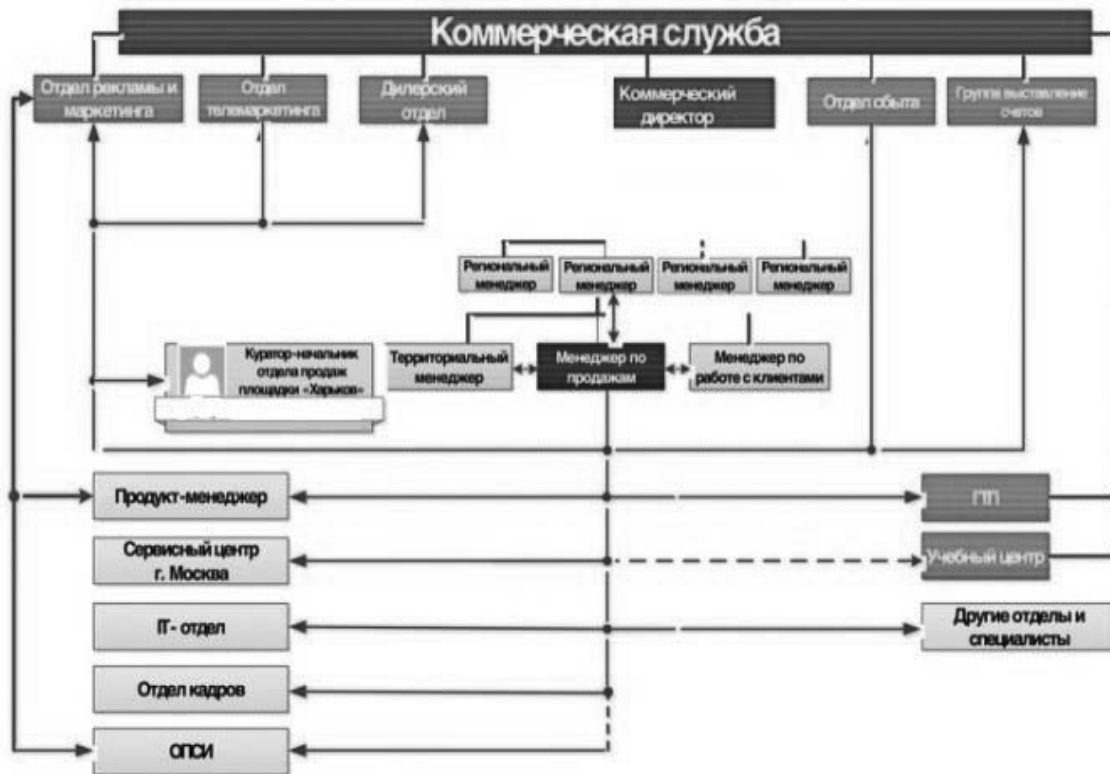 Коммерческая служба
Отдел рекламы и
маркетинга
Отдел
телемаркетинга
Дилерский
отдел
Коммерческий
директор
Отдел сбыта
Группа выставление
счетов
Региональный
менеджер
Региональный
менеджер
Региональный
менеджер
Региональный
менеджер
Куратор-начальник
отдела продаж
площадки «Харьков»
Территориальный
менеджер
Менеджер по
продажам
Менеджер по
работе с клиентами
Продукт-менеджер
ПП
Сервисный центр
г. Москва
Учебный центр
IT- отдел
Другие отделы и
специалисты
Отдел кадров
ОПСИ